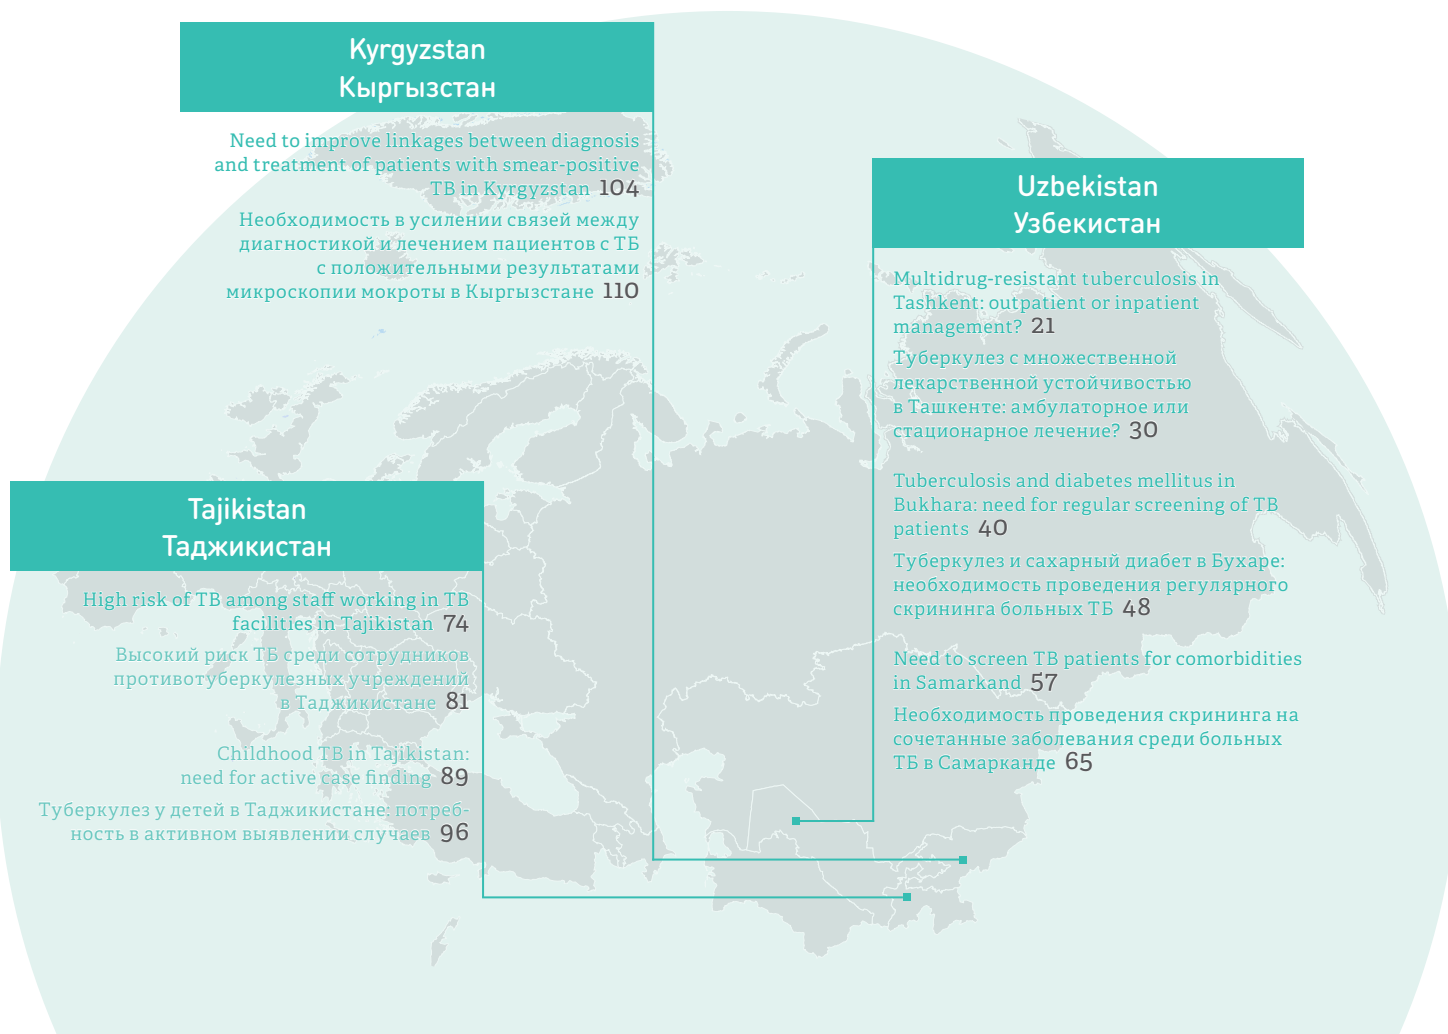 Kyrgyzstan
Кыргызстан
Need to improve linkages between diagnosis
and treatment of patients with smear-positive
TB in Kyrgyzstan 104
Необходимость в усилении связей между
диагностикой и лечением пациентов с ТБ
с положительными результатами
микроскопии мокроты в Кыргызстане 110
Uzbekistan
Узбекистан
Multidrug-resistant tuberculosis in
Tashkent: outpatient or inpatient
management? 21
Туберкулез с множественной
лекарственной устойчивостью
в Ташкенте: амбулаторное или
стационарное лечение? 30
Tuberculosis and diabetes mellitus in
Bukhara: need for regular screening of TB
patients 40
Туберкулез и сахарный диабет в Бухаре:
необходимость проведения регулярного
скрининга больных ТБ 48
Need to screen TB patients for comorbidities
in Samarkand 57
Необходимость проведения скрининга на
сочетанные заболевания среди больных
ТБ в Самарканде 65
Tajikistan
Таджикистан
High risk of TB among staff working in TB
facilities in Tajikistan 74
Высокий риск ТБ среди сотрудников
противотуберкулезных учреждений
в Таджикистане 81
Childhood TB in Tajikistan:
need for active case finding 89
Туберкулез у детей в Таджикистане: потреб-
ность в активном выявлении случаев 96